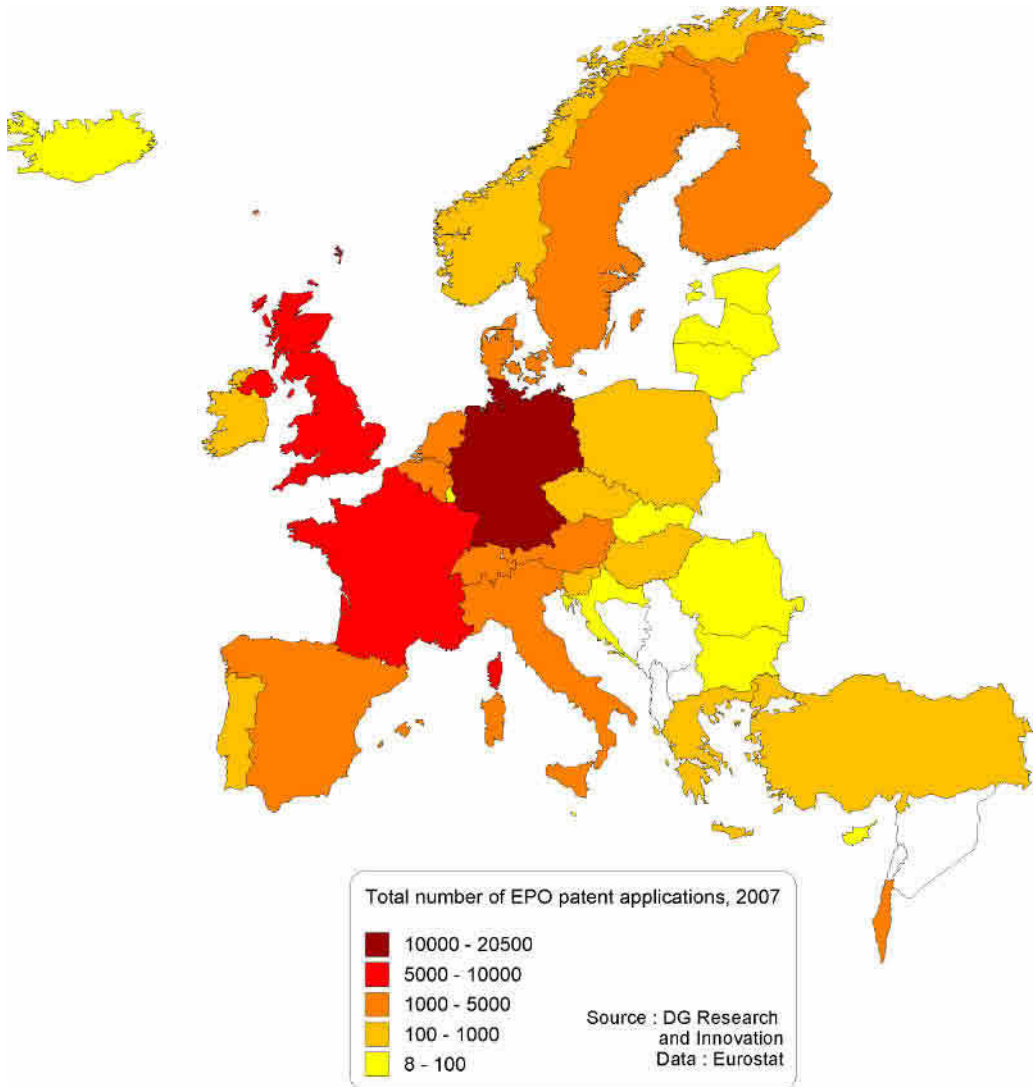 Total number of EPO patent applications, 2007
10000 - 20500
5000 - 10000
1000 - 5000
100 - 1000
8 - 100
Source : DG Research
and Innovation
Data : Eurostat